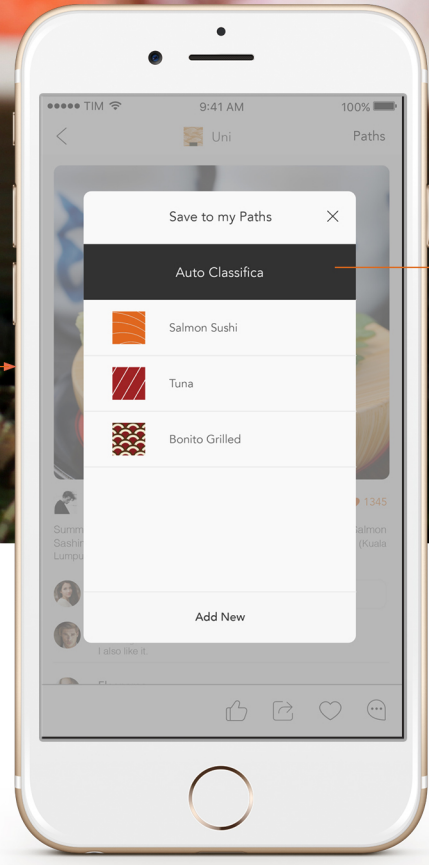 TIM
9:41 AM
100%
Uni
Paths
Save to my Paths
Auto Classifica
Salmon Sushi
Tuna
Bonito Grilled
1345
Summ
Salmon
Sashir
(Kuala
Lumpu
Add New
I also like it.